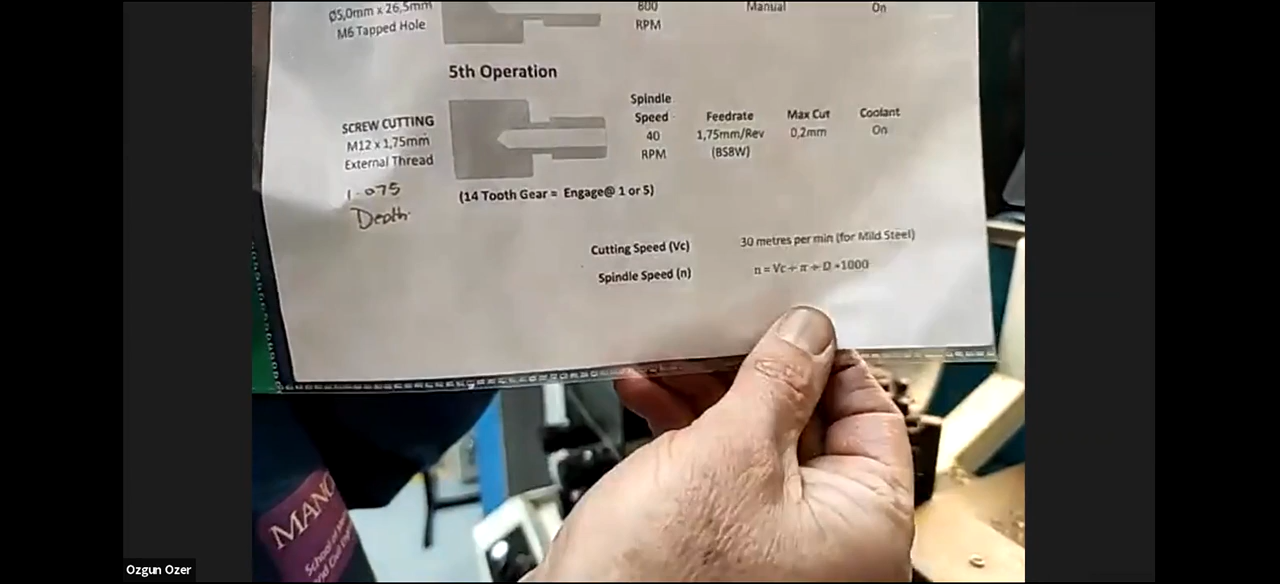 Ø5,0mm x 26,5mm
M6 Tapped Hole
800
RPM
Manual
On
5th Operation
SCREW CUTTING
M12 x 1,75mm
External Thread
Spindle
Speed
40
RPM
Feedrate
1,75mm/Rev
(BS8W)
Max Cut
0,2mm
Coolant
On
1.075
Depth
(14 Tooth Gear = Engage@ 1 or 5)
Cutting Speed (Vc)
30 metres per min (for Mild Steel)
Spindle Speed (n)
n = Vc ÷ π ÷ D *1000
MANC
School of
Ozgun Ozer